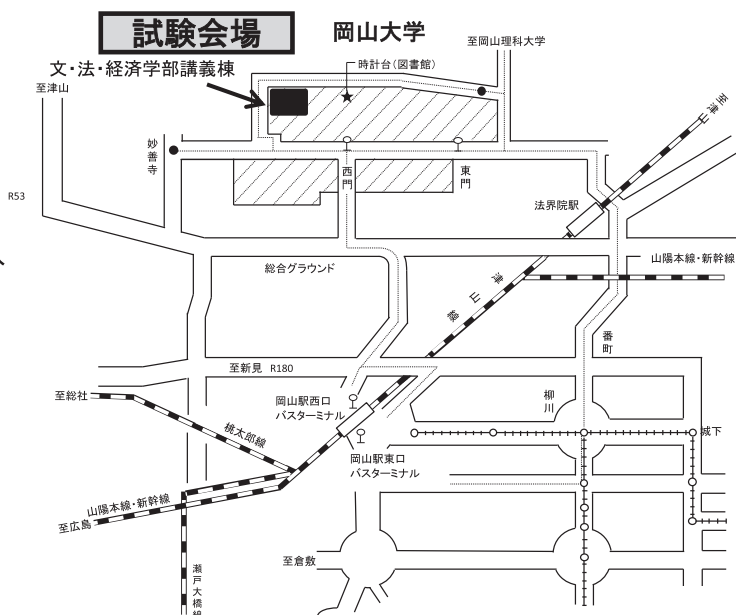 試験会場
岡山大学
至岡山理科大学
文・法・経済学部講義棟
時計台(図書館)
至津山
至津山
妙善寺
西門
東門
R53
法界院駅
総合グラウンド
山陽本線・新幹線
津山線
番町
至新見 R180
至総社
岡山駅西口
バスターミナル
柳川
桃太郎線
城下
岡山駅東口
バスターミナル
山陽本線・新幹線
至広島
至倉敷
瀬戸大橋線